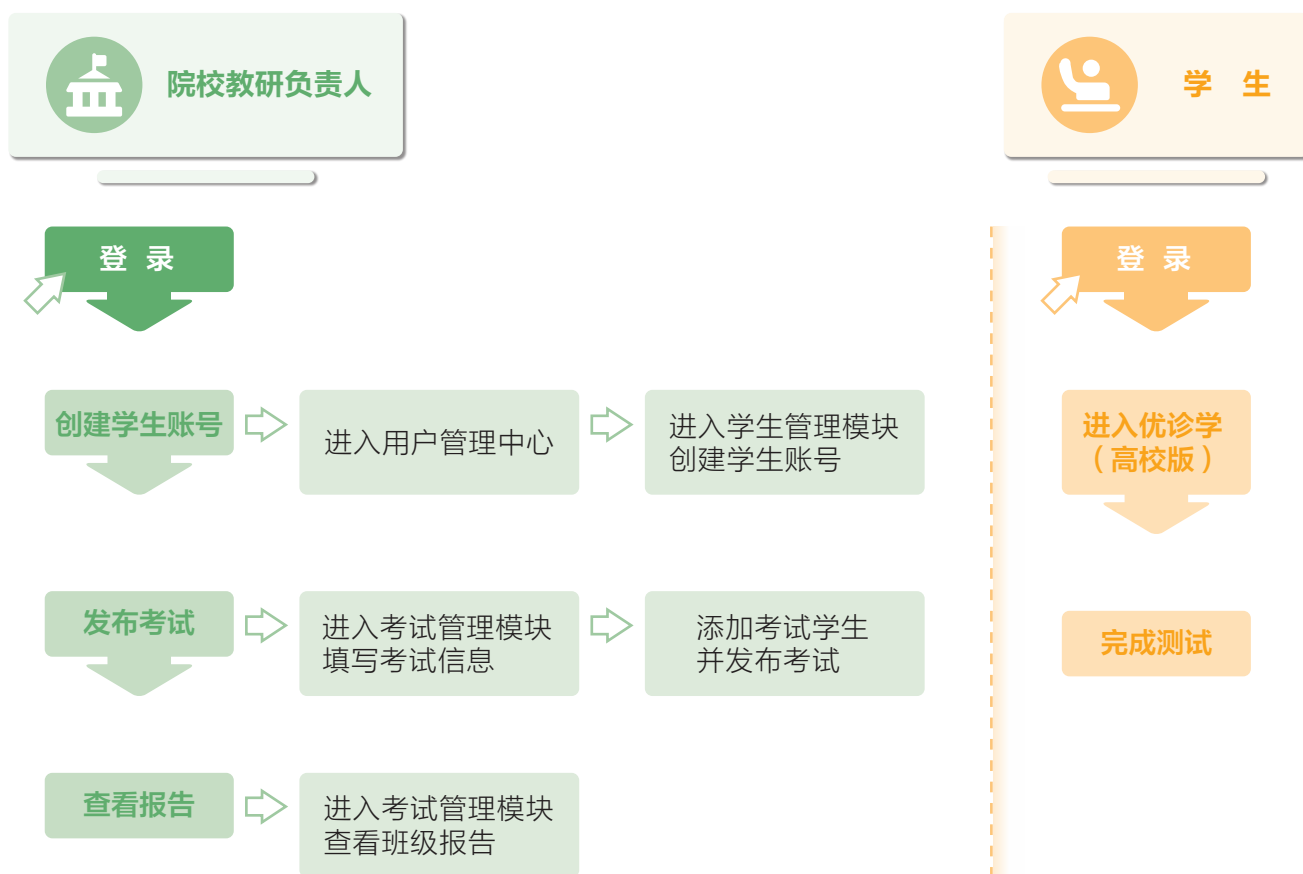 院校教研负责人
登 录
创建学生账号
进入用户管理中心
进入学生管理模块
创建学生账号
发布考试
进入考试管理模块
填写考试信息
添加考试学生
并发布考试
查看报告
进入考试管理模块
查看班级报告
学 生
登 录
进入优诊学
（高校版）
完成测试